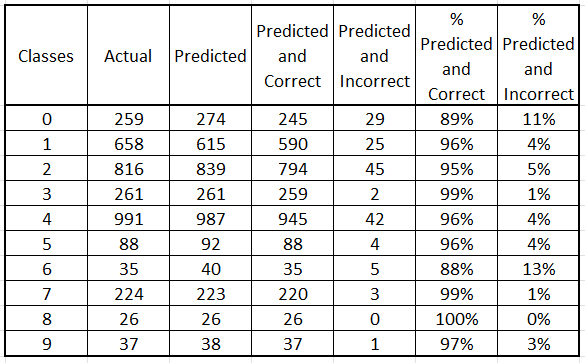 Classes Actual Predicted Predicted and Correct Predicted and Incorrect % Predicted and Correct % Predicted and Incorrect
0 259 274 245 29 89% 11%
1 658 615 590 25 96% 4%
2 816 839 794 45 95% 5%
3 261 261 259 2 99% 1%
4 991 987 945 42 96% 4%
5 88 92 88 4 96% 4%
6 35 40 35 5 88% 13%
7 224 223 220 3 99% 1%
8 26 26 26 0 100% 0%
9 37 38 37 1 97% 3%